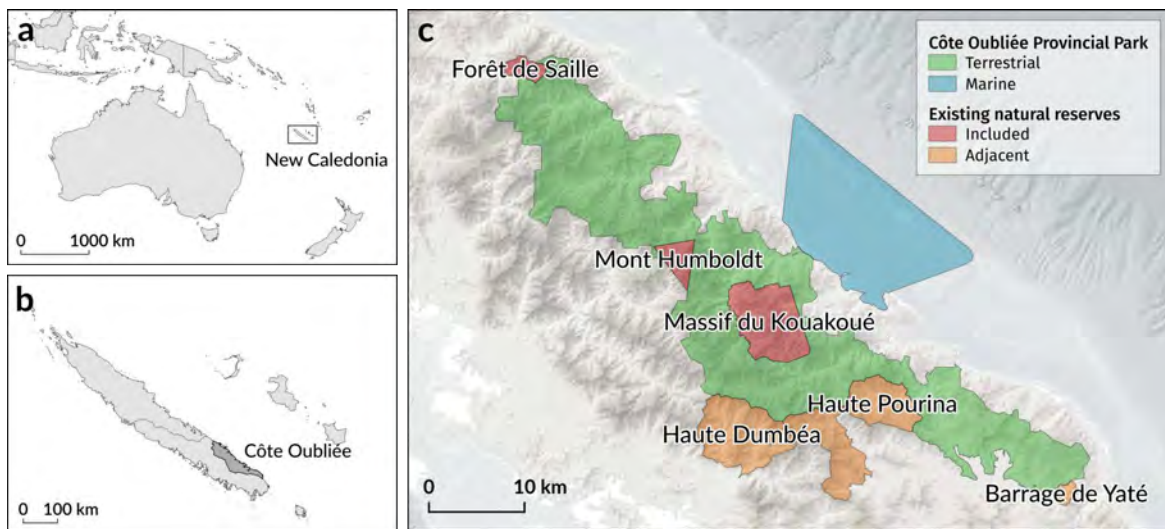 a
New Caledonia
0 1000 km
b
Côte Oubliée
0 100 km
c
Côte Oubliée Provincial Park
Terrestrial
Marine
Existing natural reserves
Included
Adjacent
Forêt de Saille
Mont Humboldt
Massif du Kouakoué
Haute Pourina
Haute Dumbéa
Barrage de Yaté
0 10 km